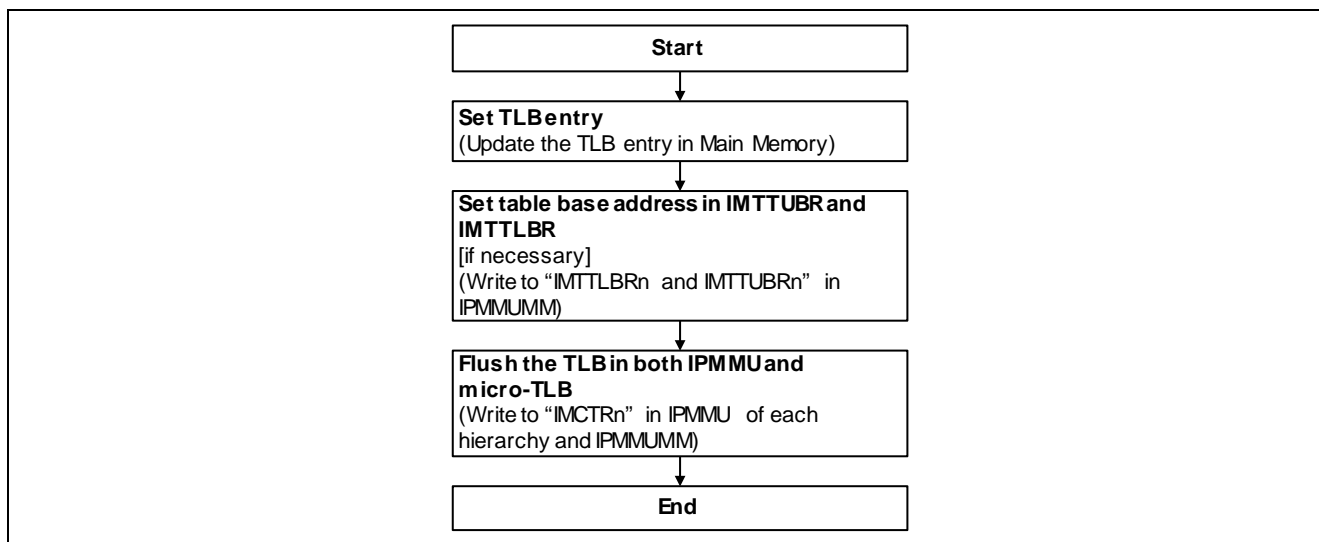 Start
Set TLB entry
(Update the TLB entry in Main Memory)
Set table base address in IMTTUBR and
IMTTLBR
[if necessary]
(Write to “IMTTLBRn and IMTTUBRn” in
IPMMUMM)
Flush the TLB in both IPMMU and
micro-TLB
(Write to “IMCTRn” in IPMMU of each
hierarchy and IPMMUMM)
End